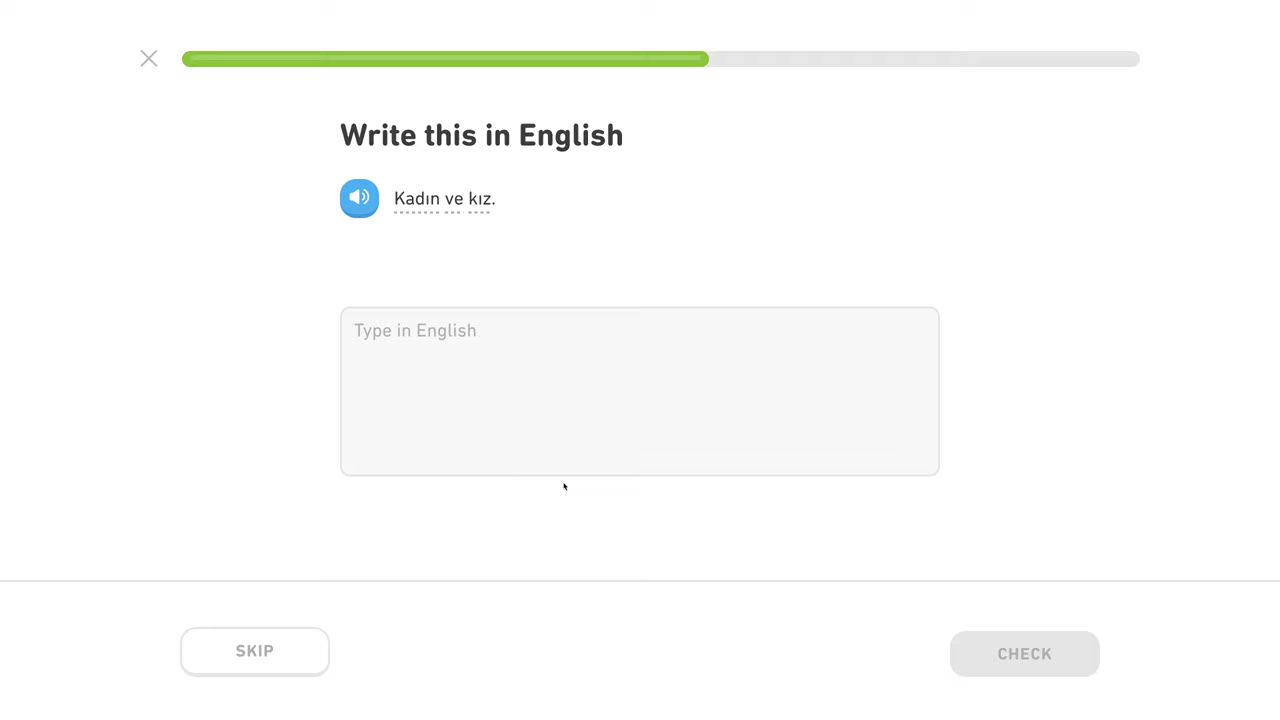 Write this in English
Kadın ve kız.
Type in English
SKIP
CHECK